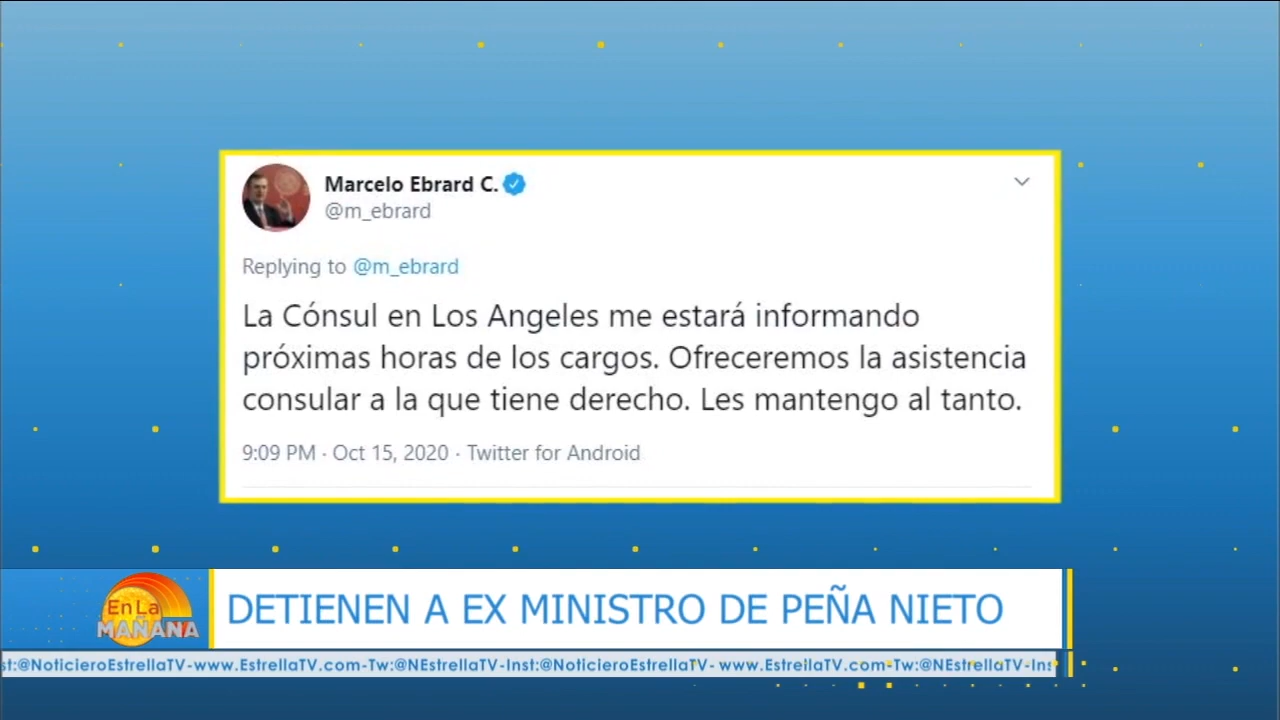 Marcelo Ebrard C.
@m_ebrard
Replying to @m_ebrard
La Cónsul en Los Angeles me estará informando
próximas horas de los cargos. Ofreceremos la asistencia
consular a la que tiene derecho. Les mantengo al tanto.
9:09 PM · Oct 15, 2020 · Twitter for Android
En La
MAÑANA
DETIENEN A EX MINISTRO DE PEÑA NIETO
st:@NoticieroEstrellaTV-www.EstrellaTV.com-Tw:@NEstrellaTV-Inst:@NoticieroEstrellaTV- www.EstreilaTV.com-Tw:@NEstrellaTV-Ins